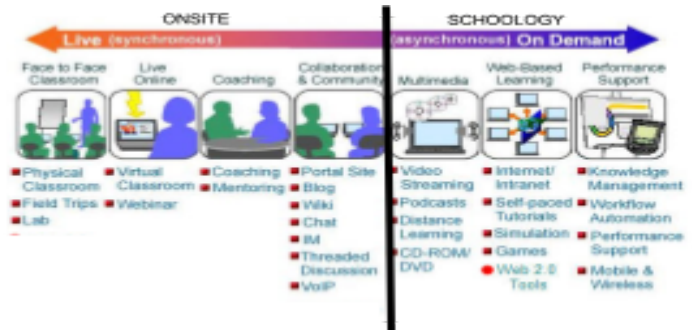 ONSITE
SCHOOLOGY
Live (synchronous)
(asynchronous) On Demand
Face to Face
Classroom
Live
Online
Coaching
Collaboration
& Community
Multimedia
Web-Based
Learning
Performance
Support
Physical
Classroom
Field Trips
Lab
Virtual
Classroom
Webinar
Coaching
Mentoring
Portal Site
Blog
Wiki
Chat
IM
Threaded
Discussion
VoIP
Video
Streaming
Podcasts
Distance
Learning
CD-ROM/
DVD
Internet/
Intranet
Self-paced
Tutorials
Simulation
Games
Web 2.0
Tools
Knowledge
Management
Workflow
Automation
Performance
Support
Mobile &
Wireless